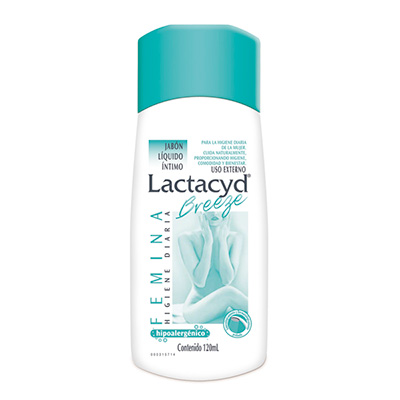 JABÓN
LÍQUIDO
ÍNTIMO
PARA LA HIGIENE DIARIA
DE LA MUJER.
CUIDA NATURALMENTE,
PROPORCIONANDO HIGIENE,
COMODIDAD Y BIENESTAR.
USO EXTERNO
Lactacyd®
Breeze
FEMINA
HIGIENE DIARIA
hipoalergénico
Contenido 120mL